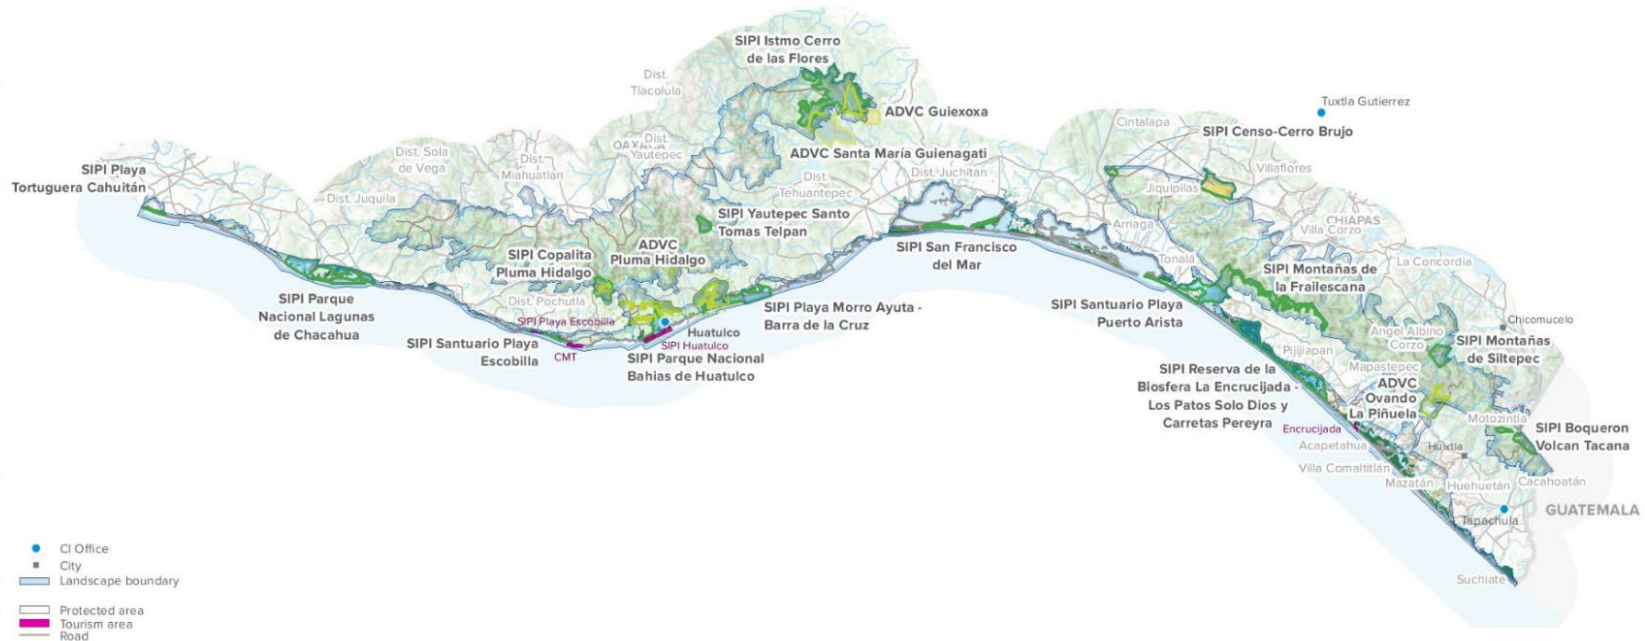 SIPI Istmo Cerro
de las Flores
Dist.
Tlacolula
ADVC Guiexoxa
Tuxtla Gutierrez
Cintalapa
SIPI Censo-Cerro Brujo
Dist.
OAXACA
Yautepec
ADVC Santa María Guienagati
Dist. Sola
de Vega
Dist.
Miahuatlan
Dist. Juchitan
Villaflores
SIPI Playa
Tortuguera Cahuitán
Dist.
Tehuantepec
Jiquipilas
Dist. Juquila
SIPI Yautepec Santo
Tomas Telpan
CHIAPAS
Villa Corzo
Arriaga
SIPI Copalita
Pluma Hidalgo
ADVC
Pluma Hidalgo
SIPI San Francisco
del Mar
Tonalá
La Concordia
SIPI Montañas de
la Frailescana
SIPI Parque
Nacional Lagunas
de Chacahua
Dist. Pochutla
SIPI Playa Escobilla
SIPI Playa Morro Ayuta -
Barra de la Cruz
SIPI Santuario Playa
Puerto Arista
Chicomucelo
Huatulco
SIPI Huatulco
SIPI Santuario Playa
Escobilla
CMT
SIPI Parque Nacional
Bahias de Huatulco
Angel Albino
Corzo
SIPI Montañas
de Siltepec
Pijijiapan
Mapastepec
SIPI Reserva de la
Biosfera La Encrucijada -
Los Patos Solo Dios y
Carretas Pereyra
ADVC
Ovando
La Piñuela
Motozintla
SIPI Boqueron
Volcan Tacana
Encrucijada
Acapetahua
Huixtla
Villa Comaltitlán
Mazatán
Huehuetán
Cacahoatán
GUATEMALA
Tapachula
Suchiate
CI Office
City
Landscape boundary
Protected area
Tourism area
Road